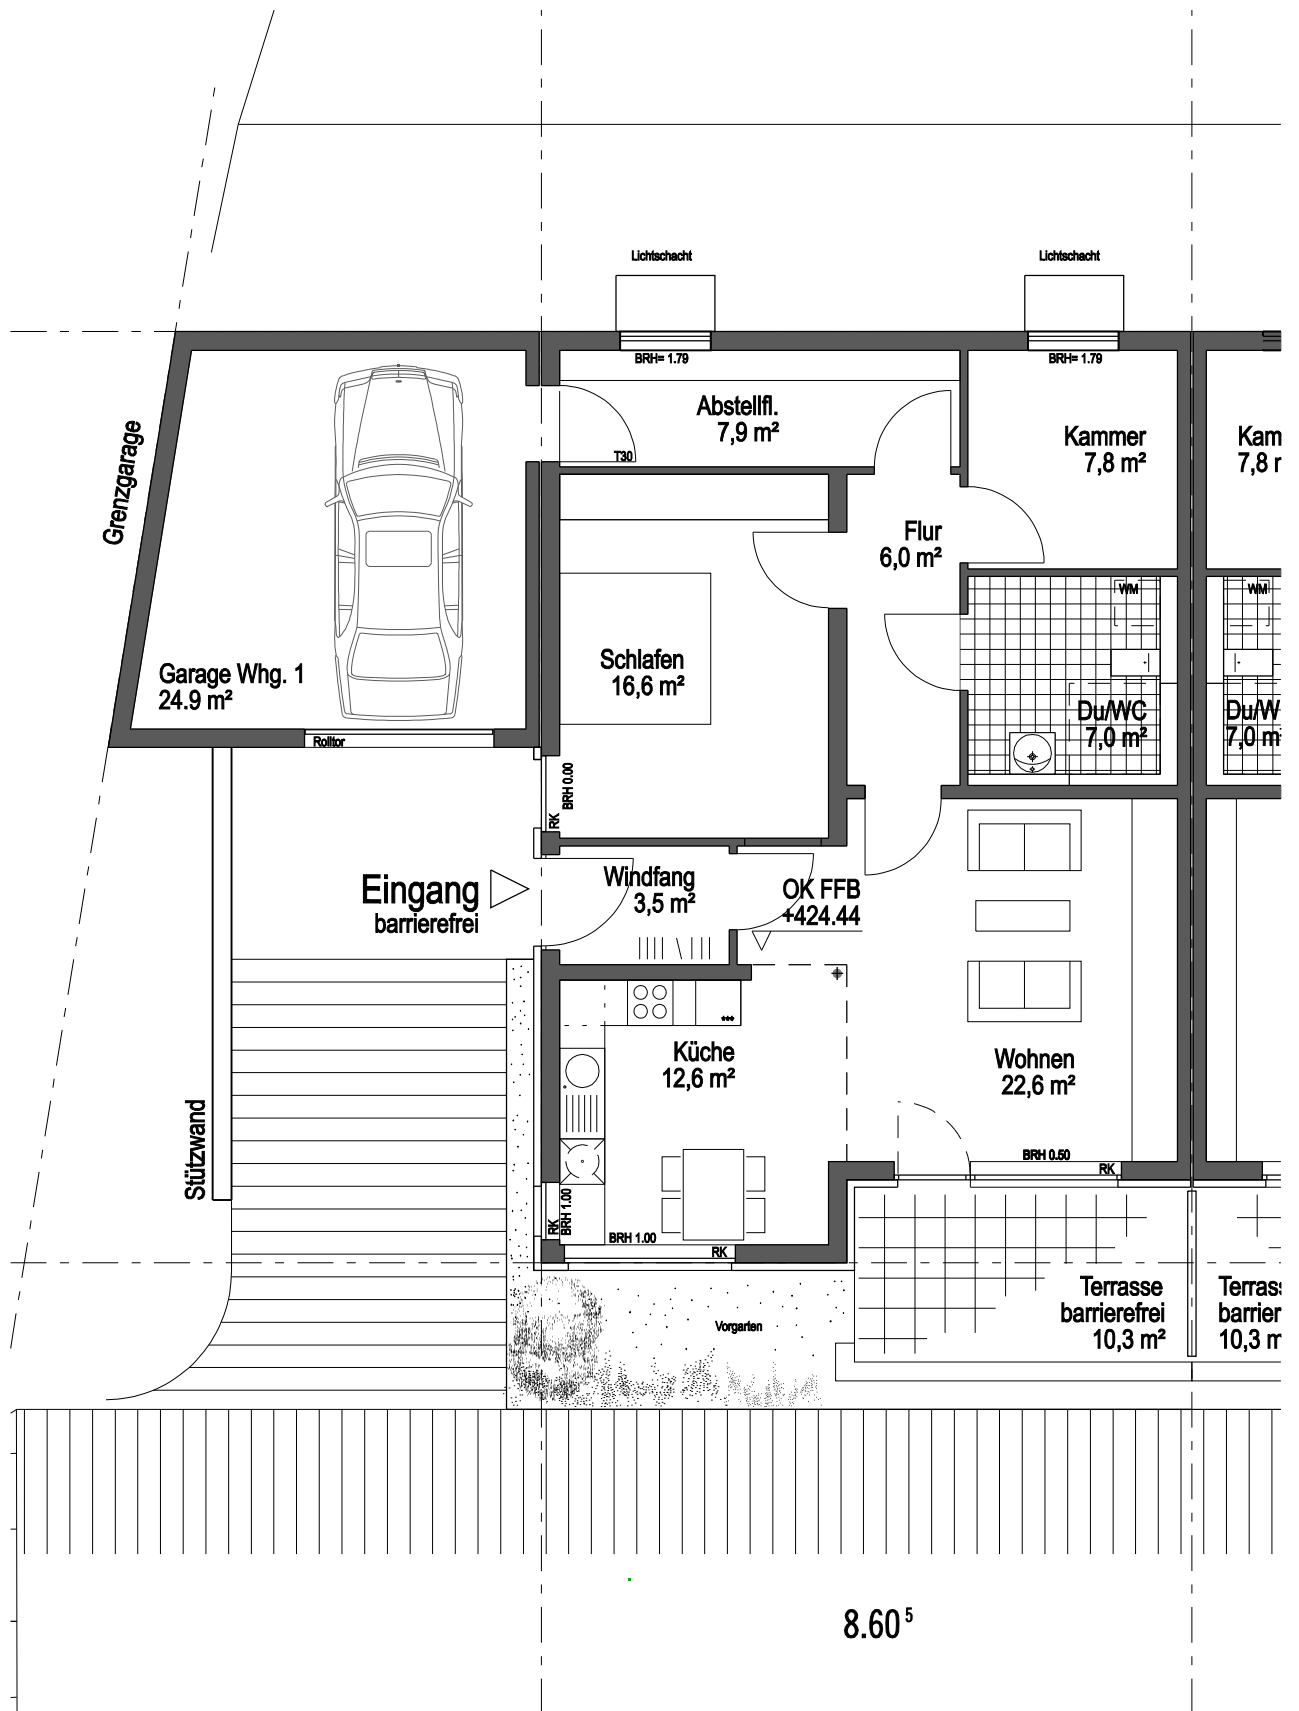 Lichtschacht
Lichtschacht
BRH= 1.79
BRH= 1.79
Grenzgarage
Abstellfl.
7,9 m²
Kammer
7,8 m²
Kam
7,8
T30
Flur
6,0 m²
WM
WM
Schlafen
16,6 m²
Garage Whg. 1
24.9 m²
Du/WC
7,0 m²
Du/W
7,0 m
Rolltor
BRH 0.00
RK
Eingang
barrierefrei
Windfang
3,5 m²
OK FFB
+424.44
***
Küche
12,6 m²
Wohnen
22,6 m²
Stützwand
BRH 0.50
RK
RK
BRH 1.00
BRH 1.00
RK
Vorgarten
Terrasse
barrierefrei
10,3 m²
Terras
barrier
10,3 m
8.60⁵